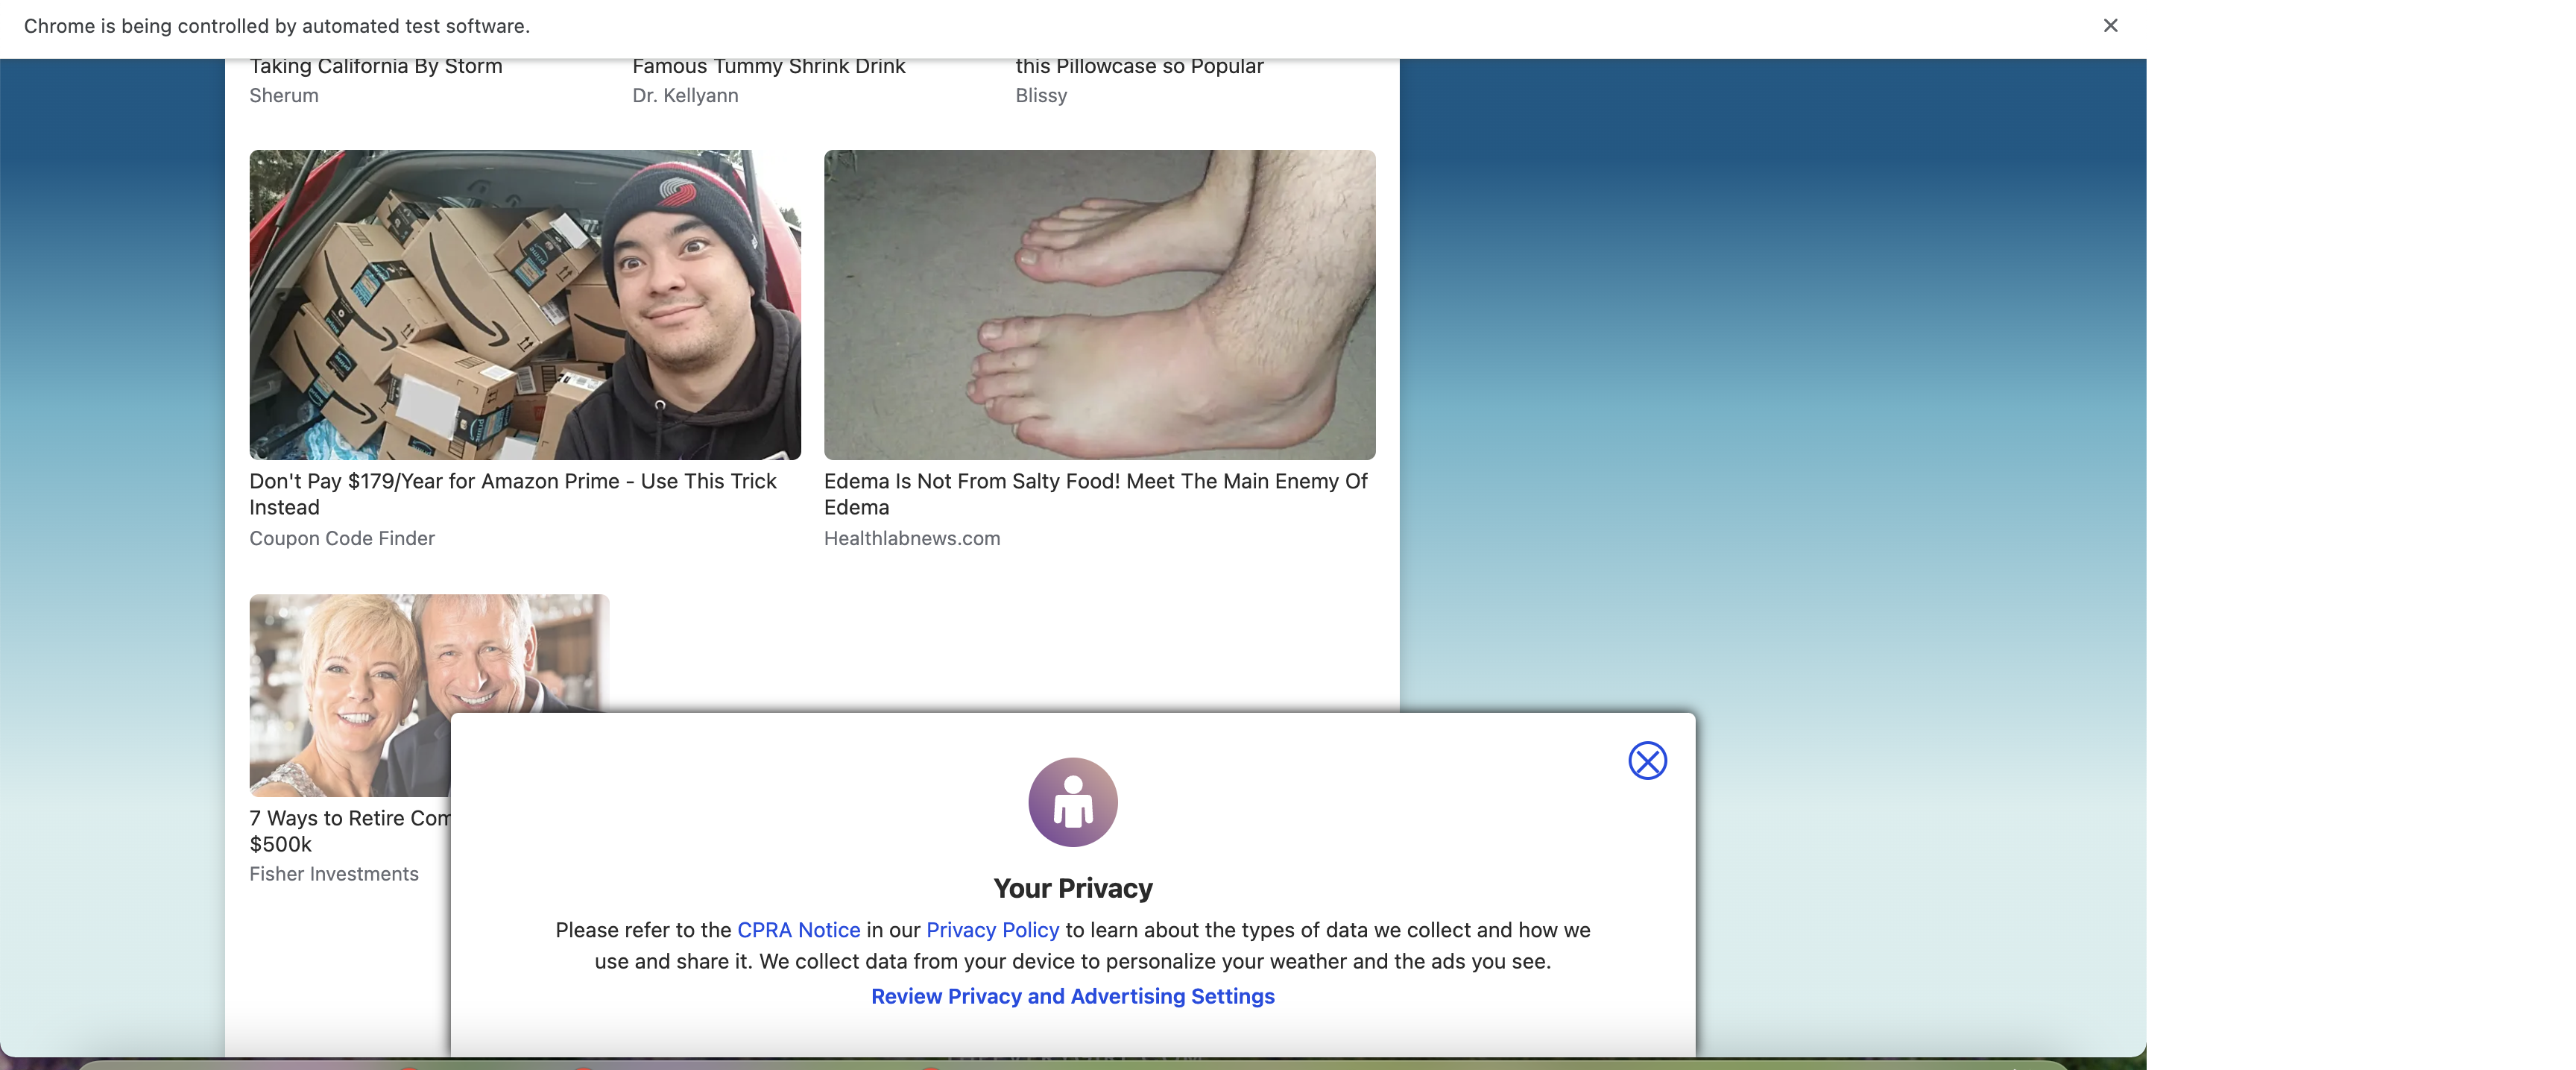 Chrome is being controlled by automated test software.
Taking California By Storm
Sherum
Famous Tummy Shrink Drink
Dr. Kellyann
this Pillowcase so Popular
Blissy
Don't Pay $179/Year for Amazon Prime - Use This Trick
Instead
Coupon Code Finder
Edema Is Not From Salty Food! Meet The Main Enemy Of
Edema
Healthlabnews.com
7 Ways to Retire Com
$500k
Fisher Investments
Your Privacy
Please refer to the CPRA Notice in our Privacy Policy to learn about the types of data we collect and how we
use and share it. We collect data from your device to personalize your weather and the ads you see.
Review Privacy and Advertising Settings